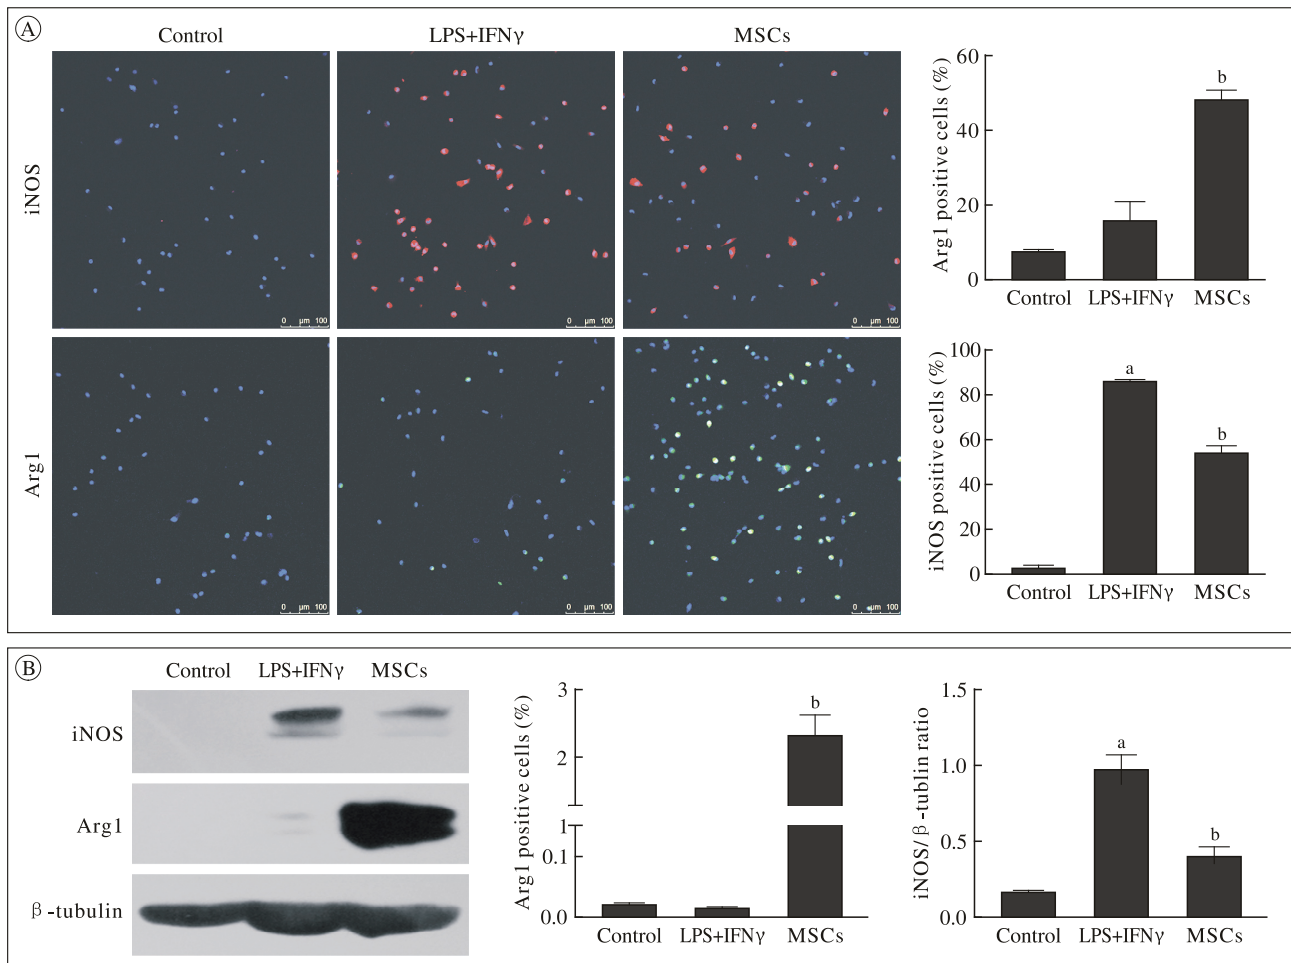 A
Control LPS+IFNγ MSCs
iNOS
0 μm 100
0 μm 100
0 μm 100
Arg1
0 μm 100
0 μm 100
0 μm 100
Arg1 positive cells (%)
60
40
20
0
b
Control LPS+IFNγ MSCs
iNOS positive cells (%)
100
80
60
40
20
0
a
b
Control LPS+IFNγ MSCs
B
Control LPS+IFNγ MSCs
iNOS
Arg1
β-tubulin
Arg1 positive cells (%)
3
2
1
0.1
0.0
b
Control LPS+IFNγ MSCs
iNOS/β-tublin ratio
1.5
1.0
0.5
0.0
a
b
Control LPS+IFNγ MSCs